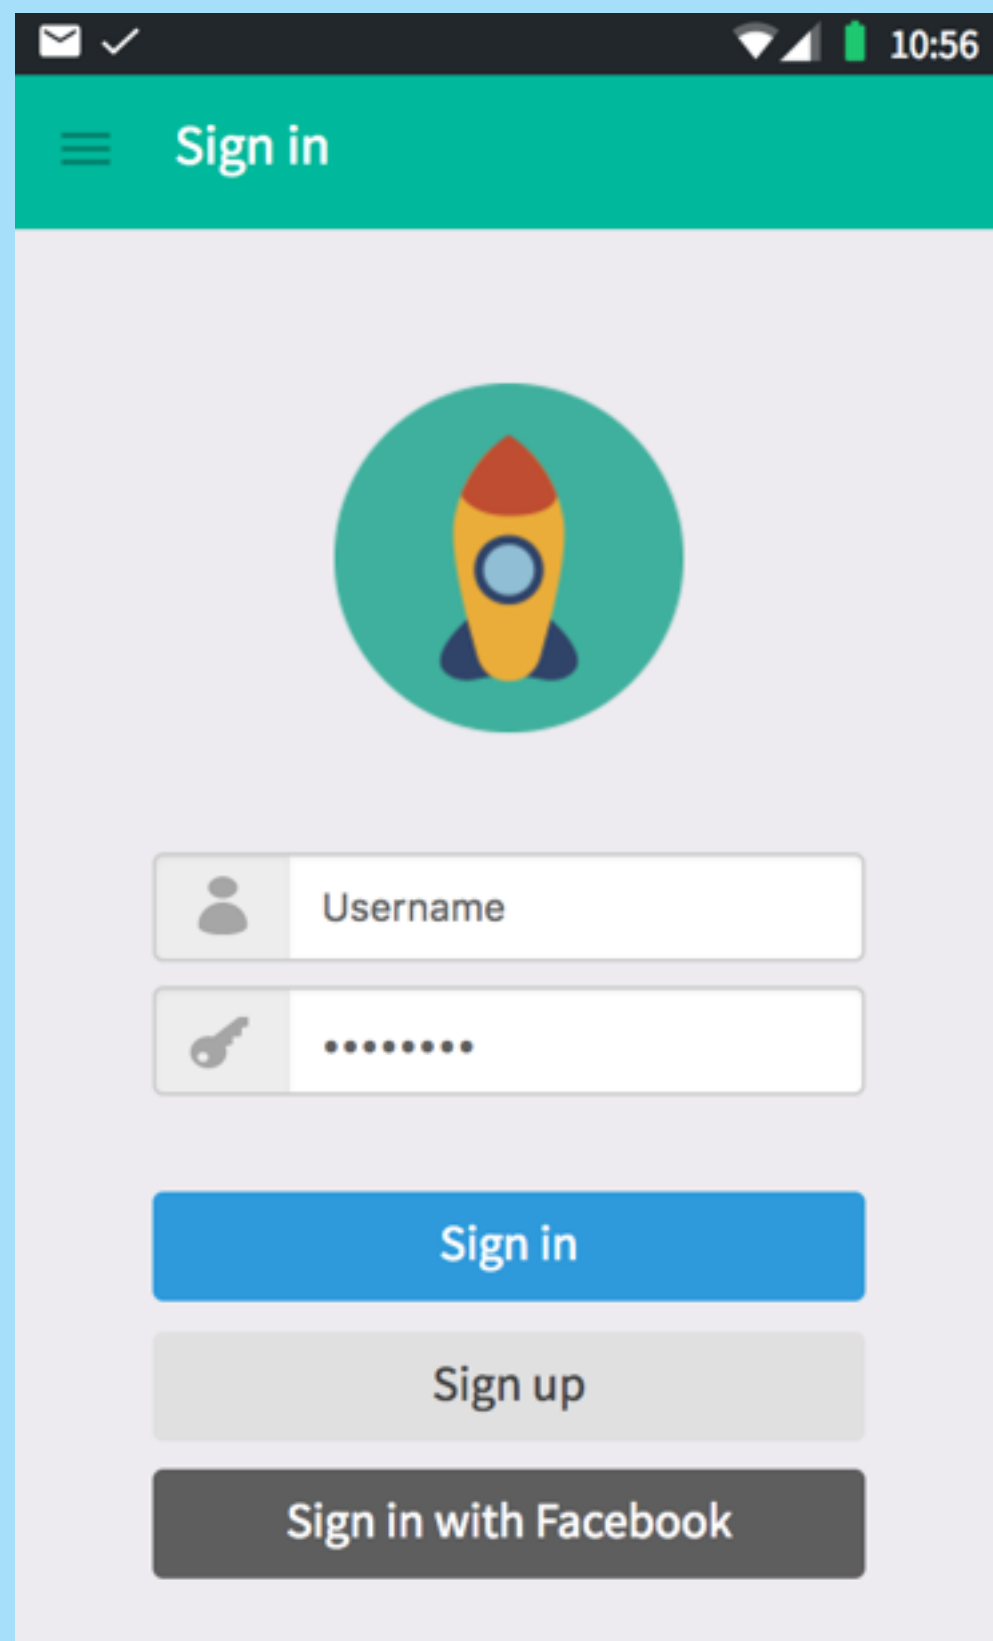 10:56
Sign in
Username
••••••••
Sign in
Sign up
Sign in with Facebook